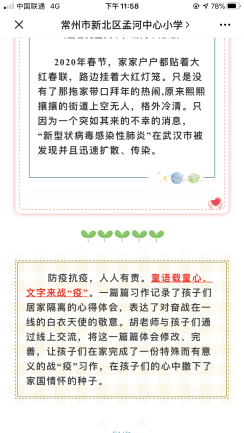 中国联通 4G 下午 11:58 78%
常州市新北区孟河中心小学
2020年春节，家家户户都贴着大
红春联，路边挂着大红灯笼。只是没
有了那拖家带口拜年的热闹,原来熙熙
攘攘的街道上空无人，格外冷清。只
因为一个突如其来的不幸的消息，
“新型状病毒感染性肺炎”在武汉市被
发现并且迅速扩散、传染。
防疫抗疫，人人有责。童语载童心，
文字来战“疫”。一篇篇习作记录了孩子们
居家隔离的心得体会，表达了对奋战在一
线的白衣天使的敬意。胡老师与孩子们通
过线上交流，将这一篇篇体会修改、完
善，让孩子们在家完成了一份特殊而有意
义的战“疫”习作，在孩子们的心中撒下了
家国情怀的种子。